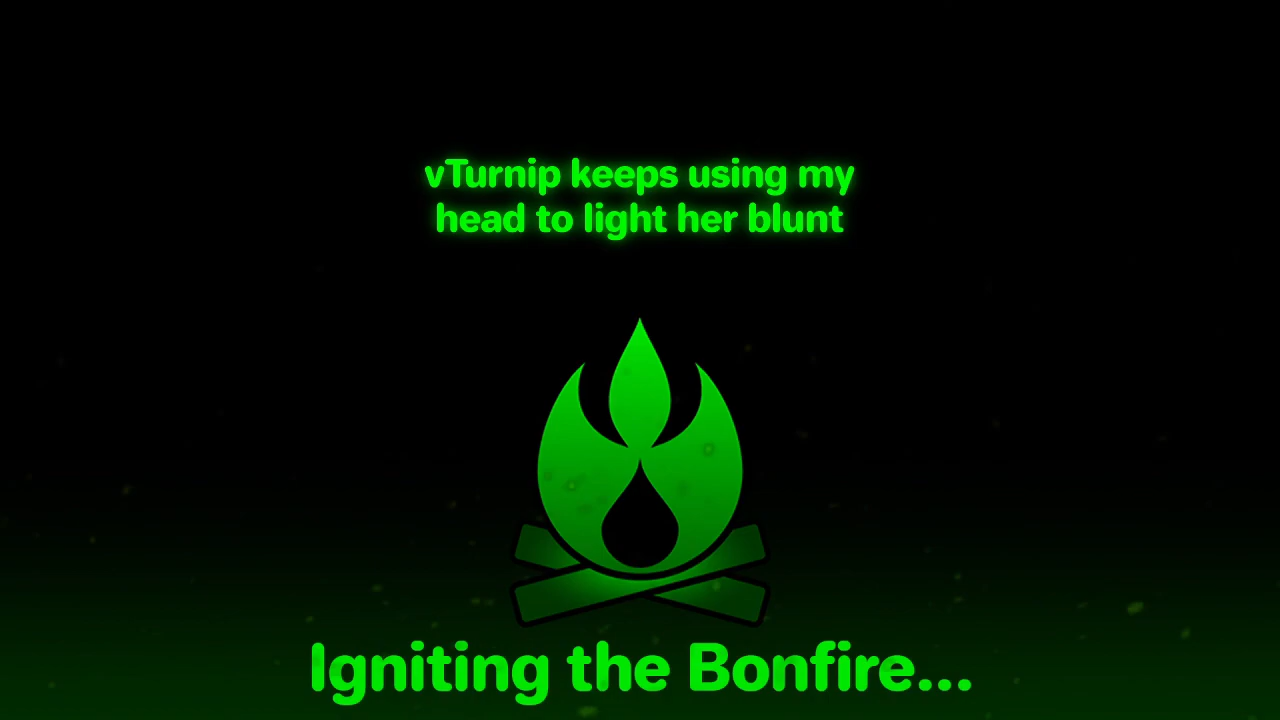 vTurnip keeps using my
head to light her blunt
Igniting the Bonfire...